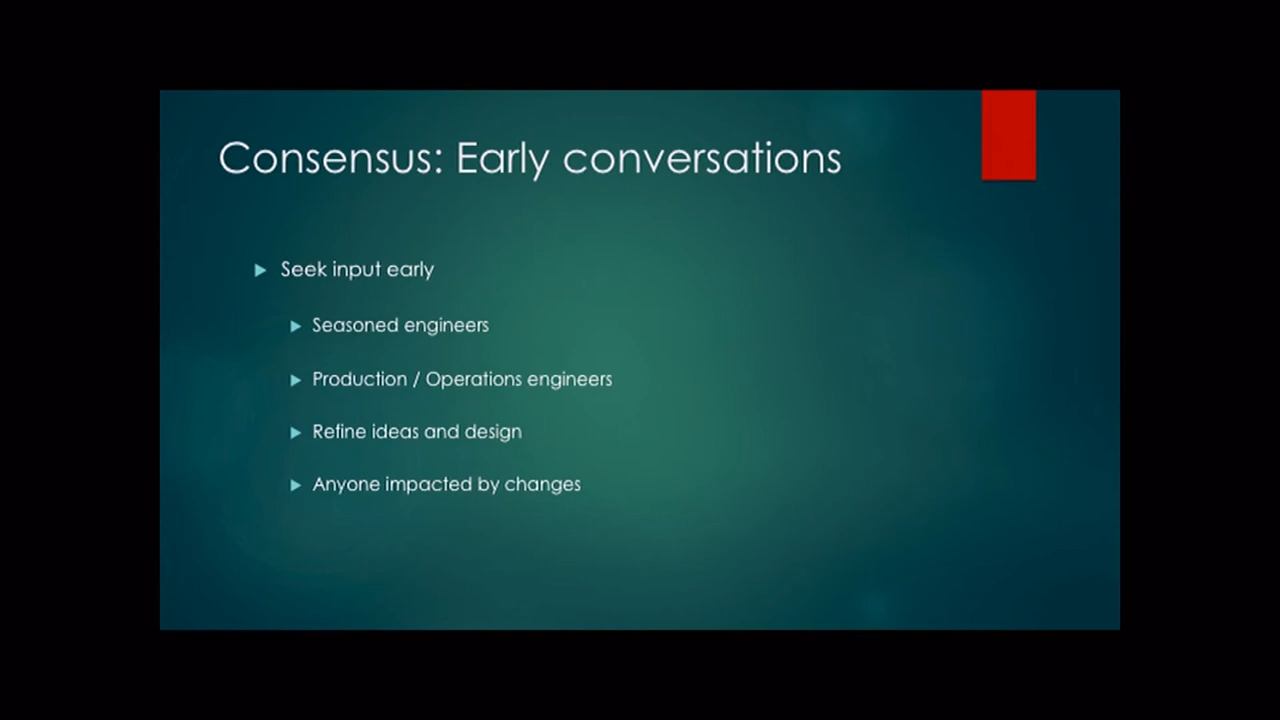 Consensus: Early conversations
Seek input early
Seasoned engineers
Production / Operations engineers
Refine ideas and design
Anyone impacted by changes